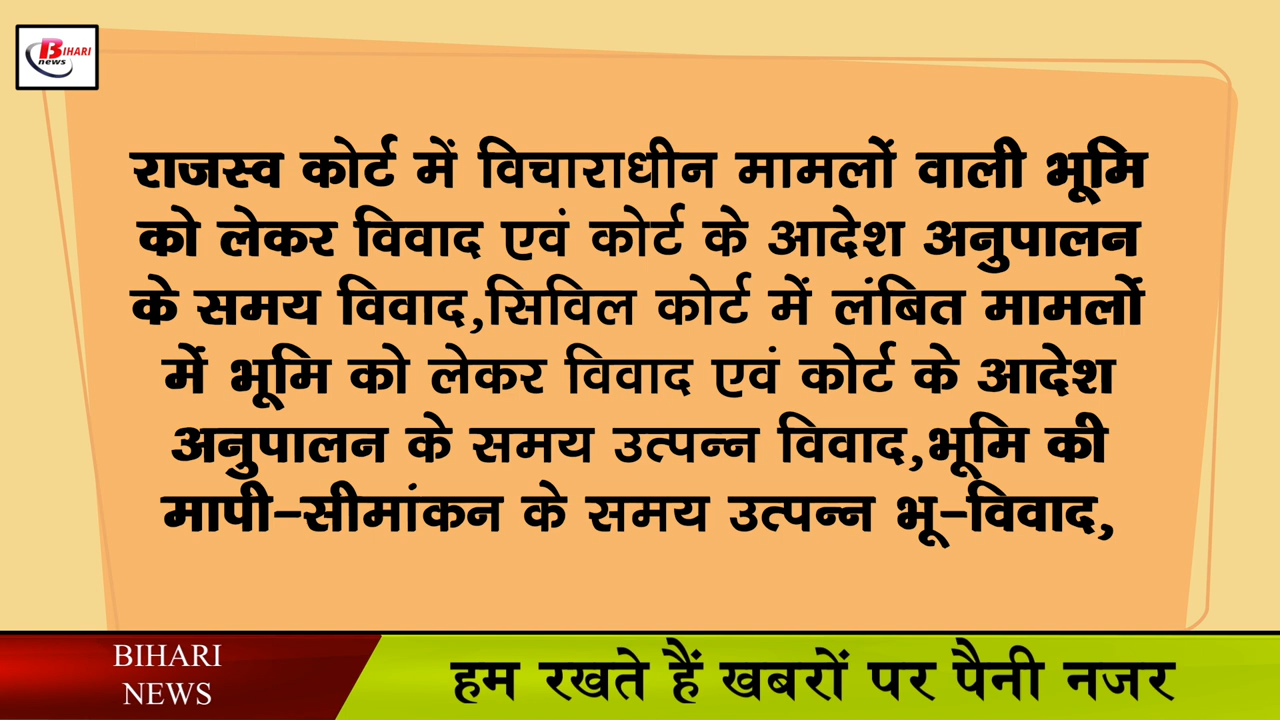 BIHARI
news
राजस्व कोर्ट में विचाराधीन मामलों वाली भूमि
को लेकर विवाद एवं कोर्ट के आदेश अनुपालन
के समय विवाद,सिविल कोर्ट में लंबित मामलों
में भूमि को लेकर विवाद एवं कोर्ट के आदेश
अनुपालन के समय उत्पन्न विवाद,भूमि की
मापी-सीमांकन के समय उत्पन्न भू-विवाद,
BIHARI
NEWS
हम रखते हैं खबरों पर पैनी नजर